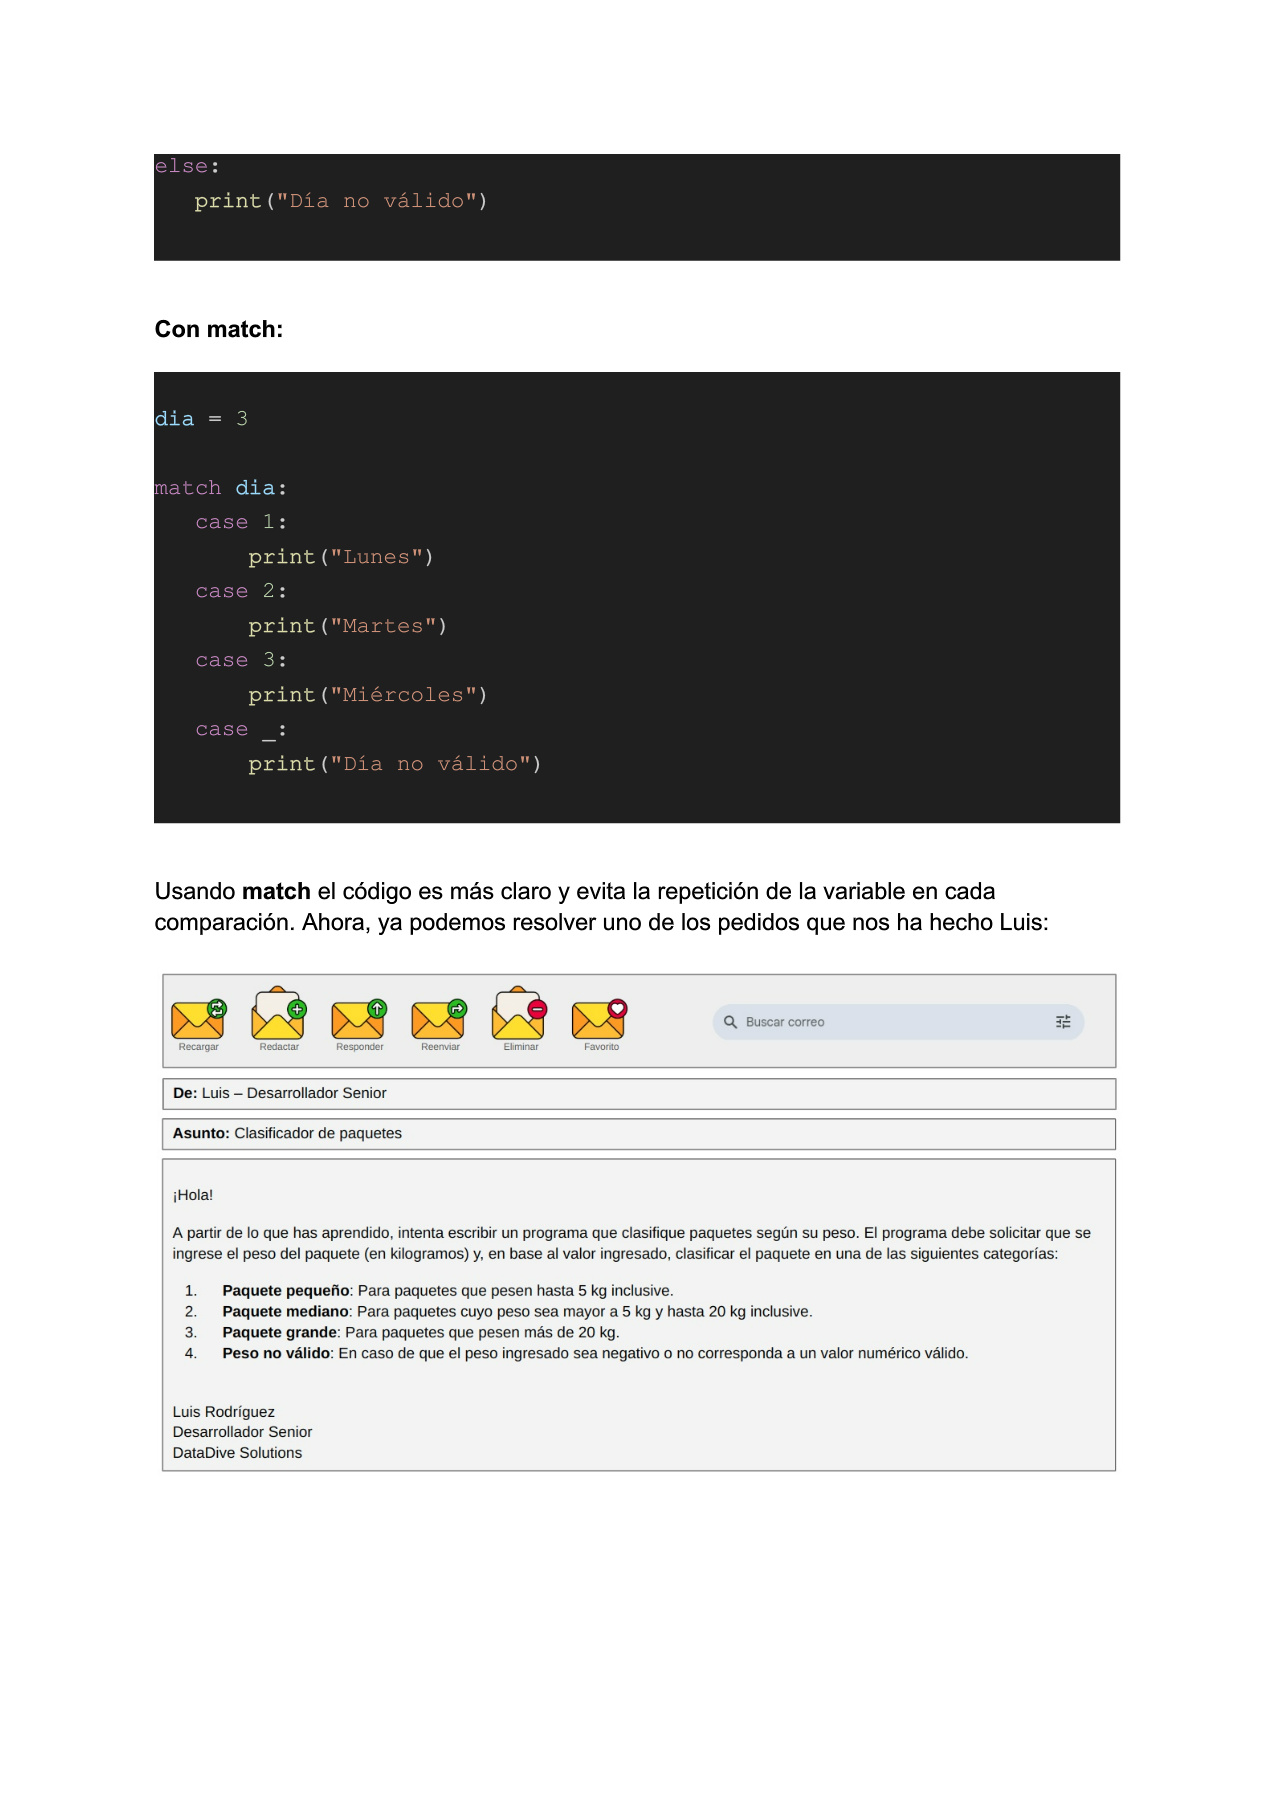 else:
   print("Día no válido")
Con match:
dia = 3
match dia:
   case 1:
       print("Lunes")
   case 2:
       print("Martes")
   case 3:
       print("Miércoles")
   case _:
       print("Día no válido")
Usando match el código es más claro y evita la repetición de la variable en cada
comparación. Ahora, ya podemos resolver uno de los pedidos que nos ha hecho Luis:
Recargar Redactar Responder Reenviar Eliminar Favorito Buscar correo
De: Luis – Desarrollador Senior
Asunto: Clasificador de paquetes
¡Hola!
A partir de lo que has aprendido, intenta escribir un programa que clasifique paquetes según su peso. El programa debe solicitar que se
ingrese el peso del paquete (en kilogramos) y, en base al valor ingresado, clasificar el paquete en una de las siguientes categorías:
1. Paquete pequeño: Para paquetes que pesen hasta 5 kg inclusive.
2. Paquete mediano: Para paquetes cuyo peso sea mayor a 5 kg y hasta 20 kg inclusive.
3. Paquete grande: Para paquetes que pesen más de 20 kg.
4. Peso no válido: En caso de que el peso ingresado sea negativo o no corresponda a un valor numérico válido.
Luis Rodríguez
Desarrollador Senior
DataDive Solutions